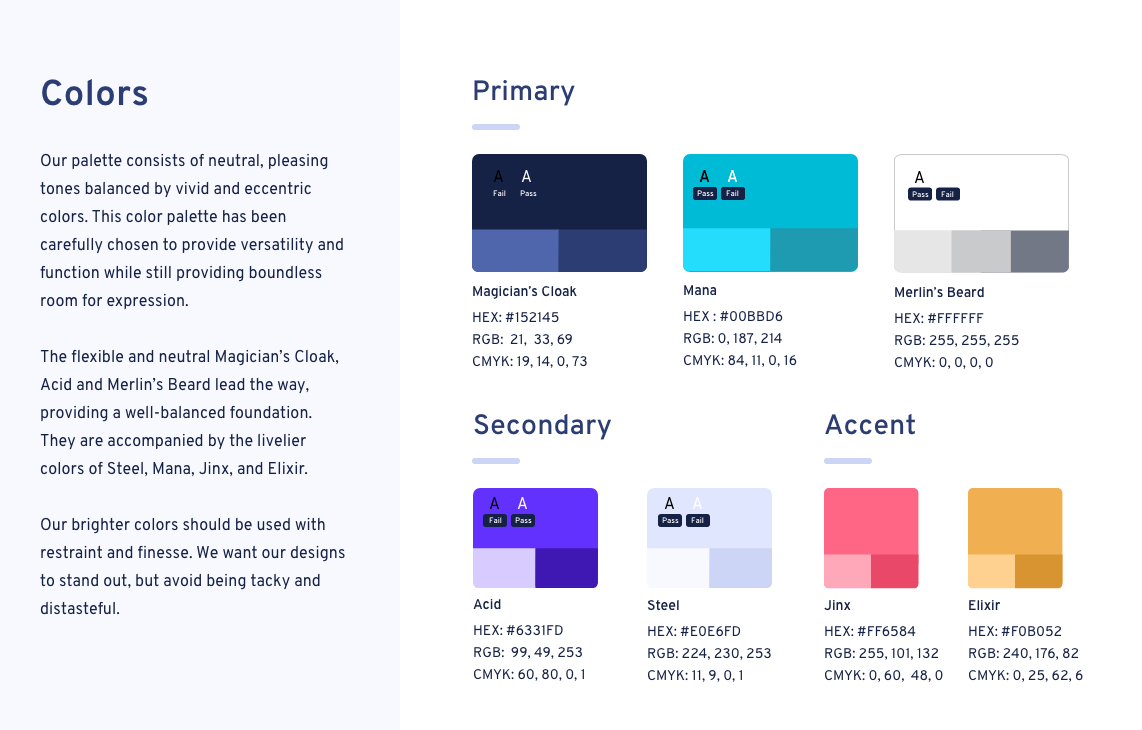 Colors
Our palette consists of neutral, pleasing
tones balanced by vivid and eccentric
colors. This color palette has been
carefully chosen to provide versatility and
function while still providing boundless
room for expression.
The flexible and neutral Magician's Cloak,
Acid and Merlin's Beard lead the way,
providing a well-balanced foundation.
They are accompanied by the livelier
colors of Steel, Mana, Jinx, and Elixir.
Our brighter colors should be used with
restraint and finesse. We want our designs
to stand out, but avoid being tacky and
distasteful.
Primary
A A
Fail Pass
Magician's Cloak
HEX: #152145
RGB: 21, 33, 69
CMYK: 19, 14, 0, 73
A A
Pass Fail
Mana
HEX : #00BBD6
RGB: 0, 187, 214
CMYK: 84, 11, 0, 16
A
Pass Fail
Merlin's Beard
HEX: #FFFFFF
RGB: 255, 255, 255
CMYK: 0, 0, 0, 0
Secondary
A A
Fail Pass
Acid
HEX: #6331FD
RGB: 99, 49, 253
CMYK: 60, 80, 0, 1
A A
Pass Fail
Steel
HEX: #E0E6FD
RGB: 224, 230, 253
CMYK: 11, 9, 0, 1
Accent
Jinx
HEX: #FF6584
RGB: 255, 101, 132
CMYK: 0, 60, 48, 0
Elixir
HEX: #F0B052
RGB: 240, 176, 82
CMYK: 0, 25, 62, 6